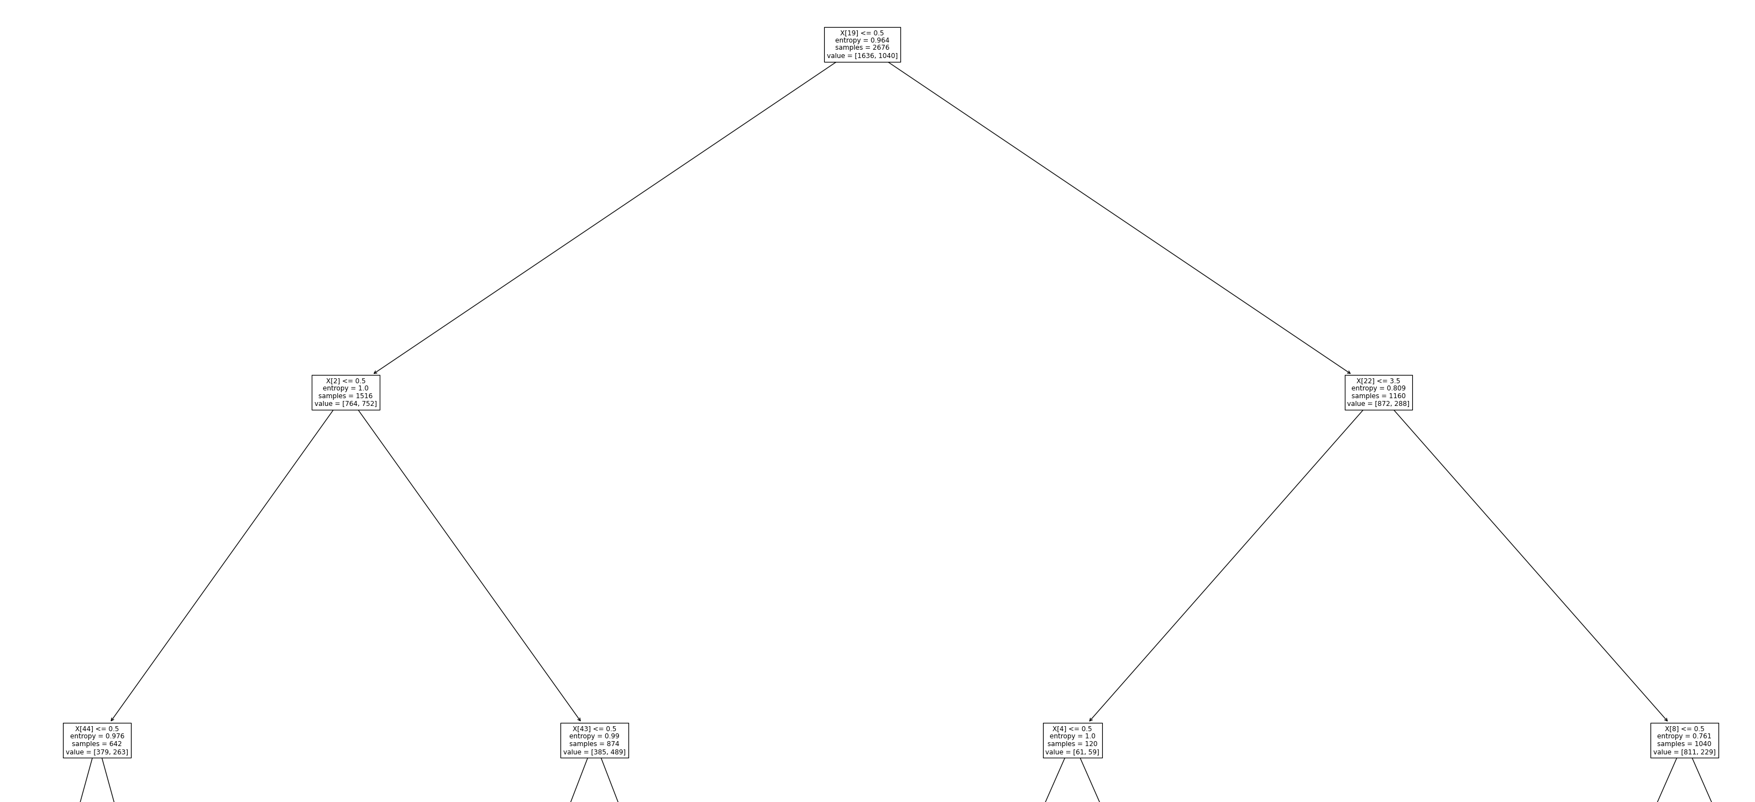 X[19] <= 0.5
entropy = 0.964
samples = 2676
value = [1636, 1040]
X[2] <= 0.5
entropy = 1.0
samples = 1516
value = [764, 752]
X[22] <= 3.5
entropy = 0.809
samples = 1160
value = [872, 288]
X[44] <= 0.5
entropy = 0.976
samples = 642
value = [379, 263]
X[43] <= 0.5
entropy = 0.99
samples = 874
value = [385, 489]
X[4] <= 0.5
entropy = 1.0
samples = 120
value = [61, 59]
X[8] <= 0.5
entropy = 0.761
samples = 1040
value = [811, 229]